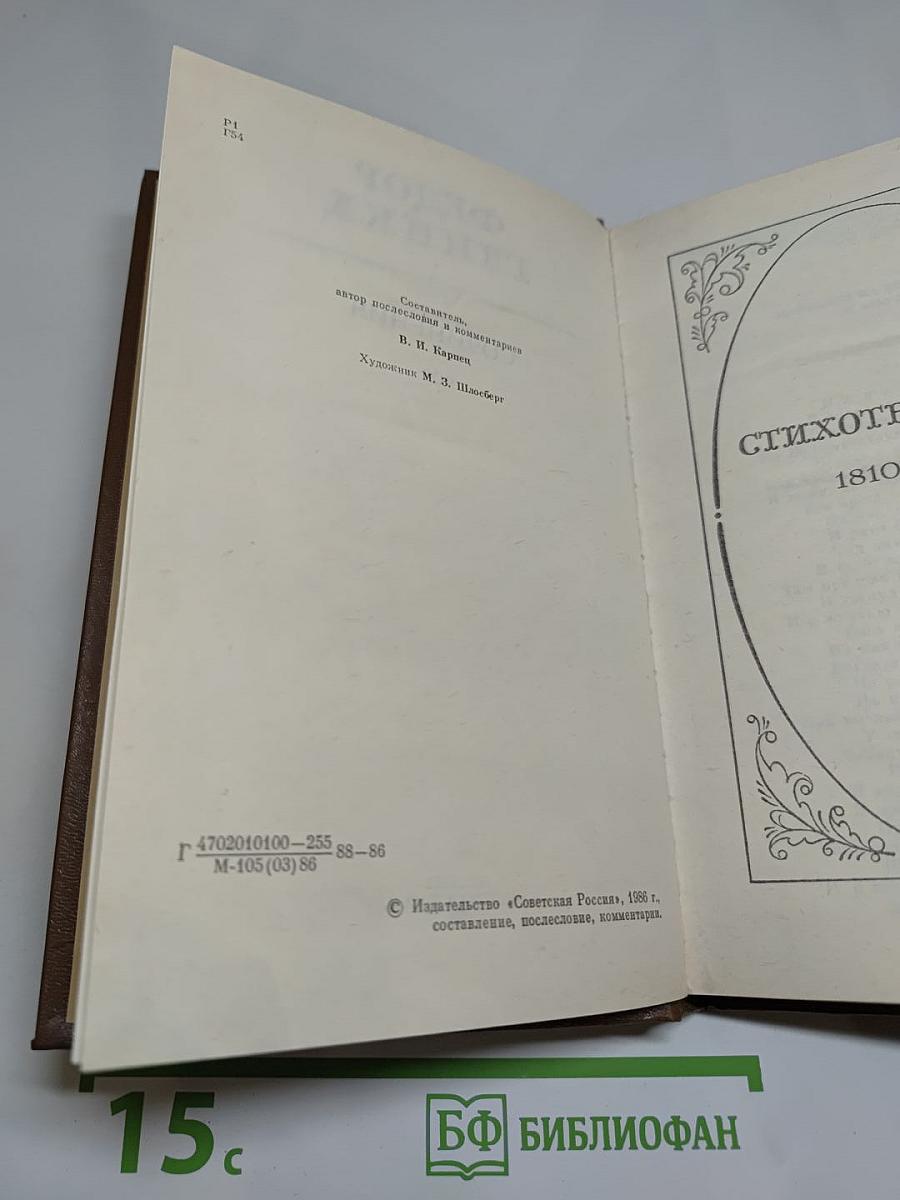 Р1
Г54
Составитель,
автор послесловия и комментариев
В. И. Карпец
Художник М. З. Шлосберг
Г 4702010100—255 88—86
М-105(03)86
© Издательство «Советская Россия», 1986 г.,
составление, послесловие, комментарии.
СТИХОТВ
1810
15 с
БФ БИБЛИОФАН